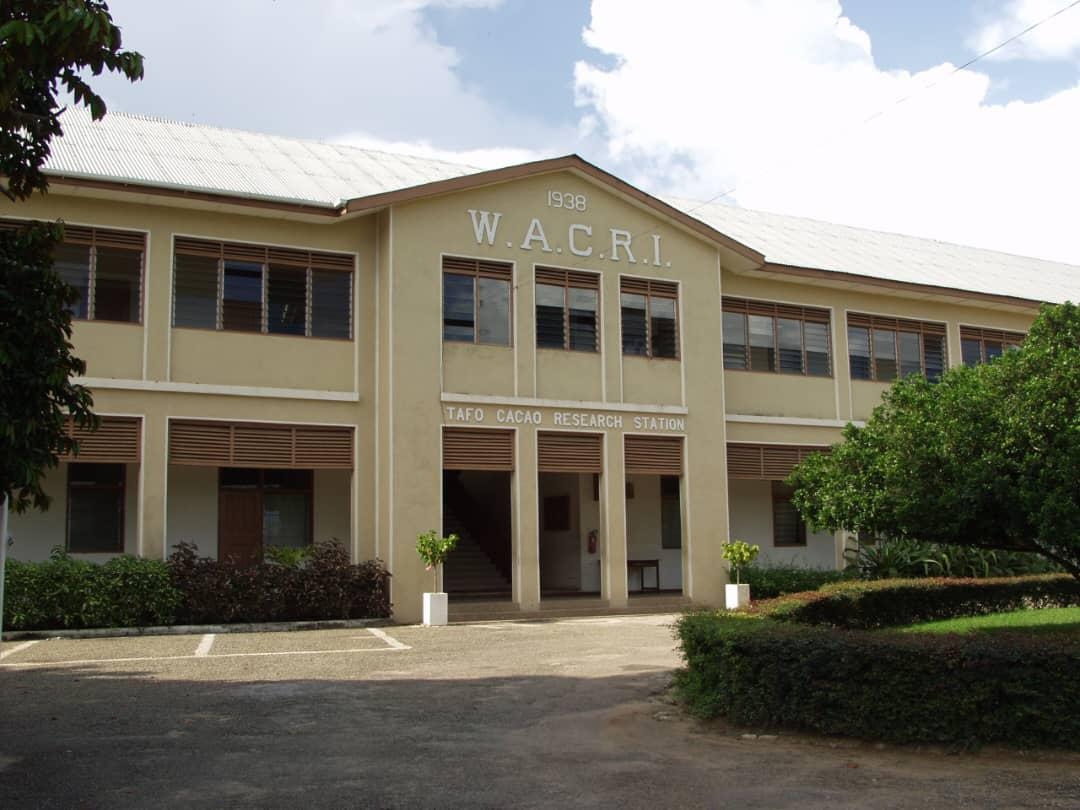 1938
W.A.C.R.I.
TAFO CACAO RESEARCH STATION